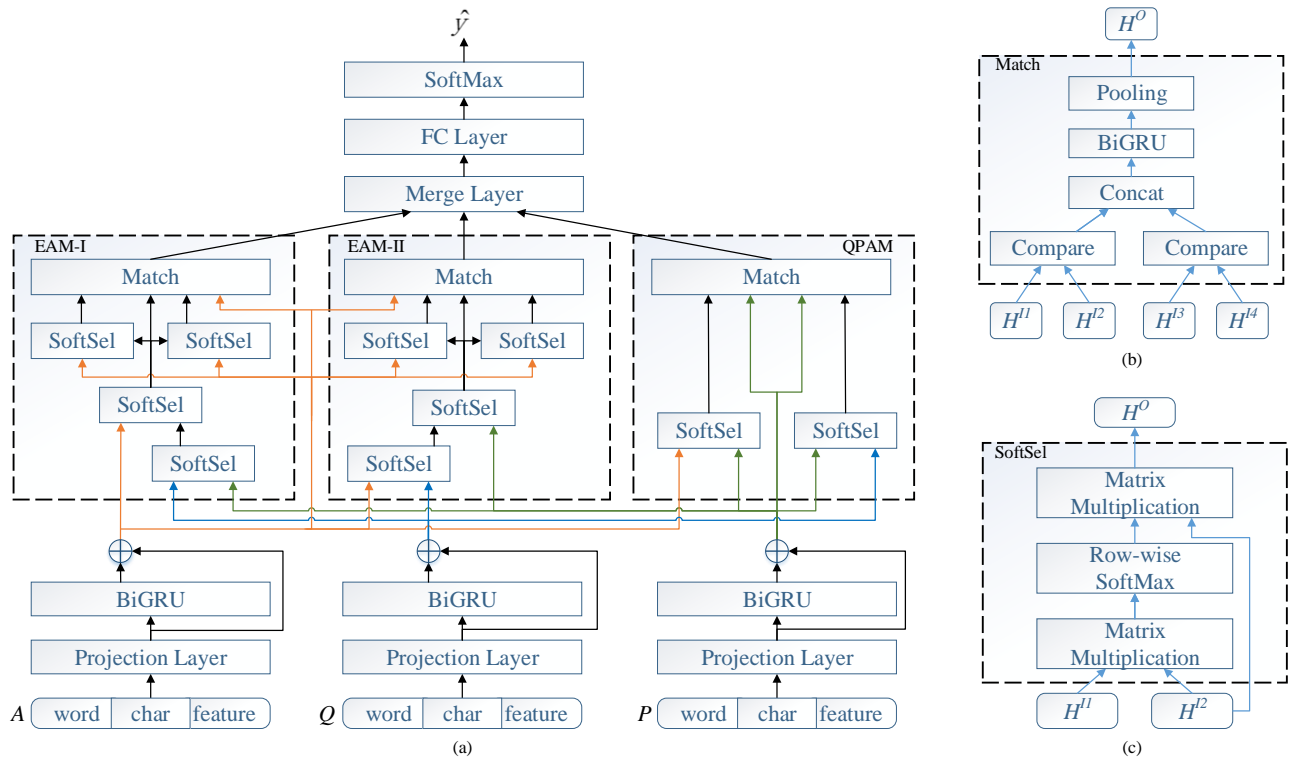 ŷ
SoftMax
FC Layer
Merge Layer
EAM-I
EAM-II
QPAM
Match
Match
Match
SoftSel
SoftSel
SoftSel
SoftSel
SoftSel
SoftSel
SoftSel
SoftSel
SoftSel
SoftSel
BiGRU
BiGRU
BiGRU
Projection Layer
Projection Layer
Projection Layer
A word char feature
Q word char feature
P word char feature
(a)
H^O
Match
Pooling
BiGRU
Concat
Compare
Compare
H^I1
H^I2
H^I3
H^I4
(b)
H^O
SoftSel
Matrix
Multiplication
Row-wise
SoftMax
Matrix
Multiplication
H^I1
H^I2
(c)